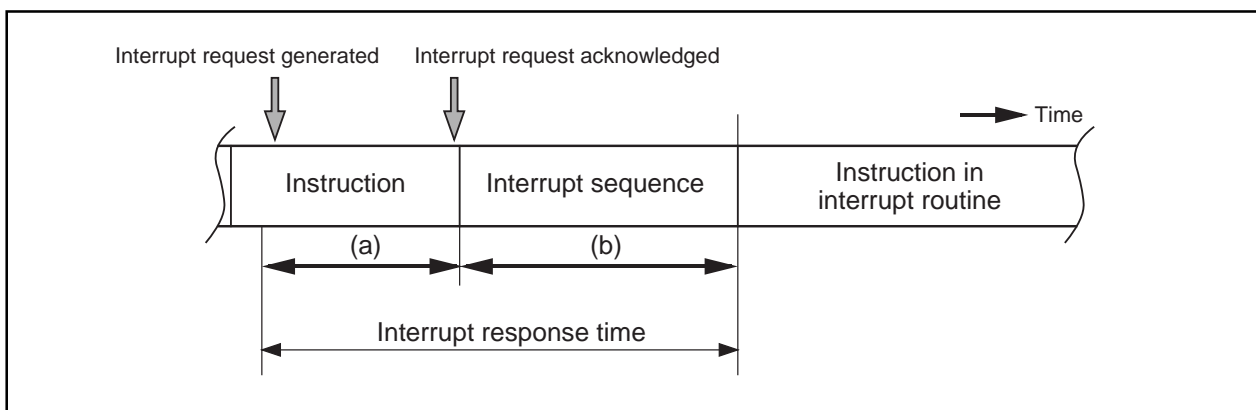 Interrupt request generated
Interrupt request acknowledged
Time
Instruction
Interrupt sequence
Instruction in
interrupt routine
(a)
(b)
Interrupt response time